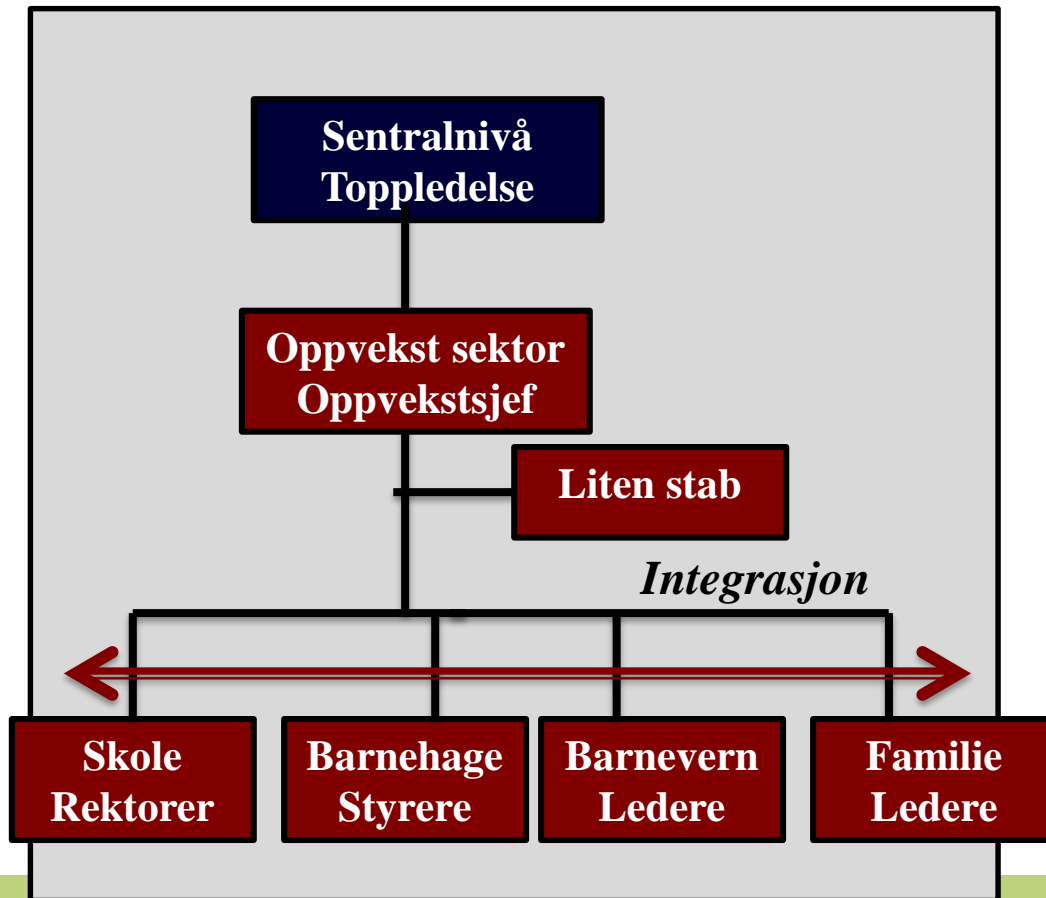 Sentralnivå
Toppledelse
Oppvekst sektor
Oppvekstsjef
Liten stab
Integrasjon
Skole
Rektorer
Barnehage
Styrere
Barnevern
Ledere
Familie
Ledere